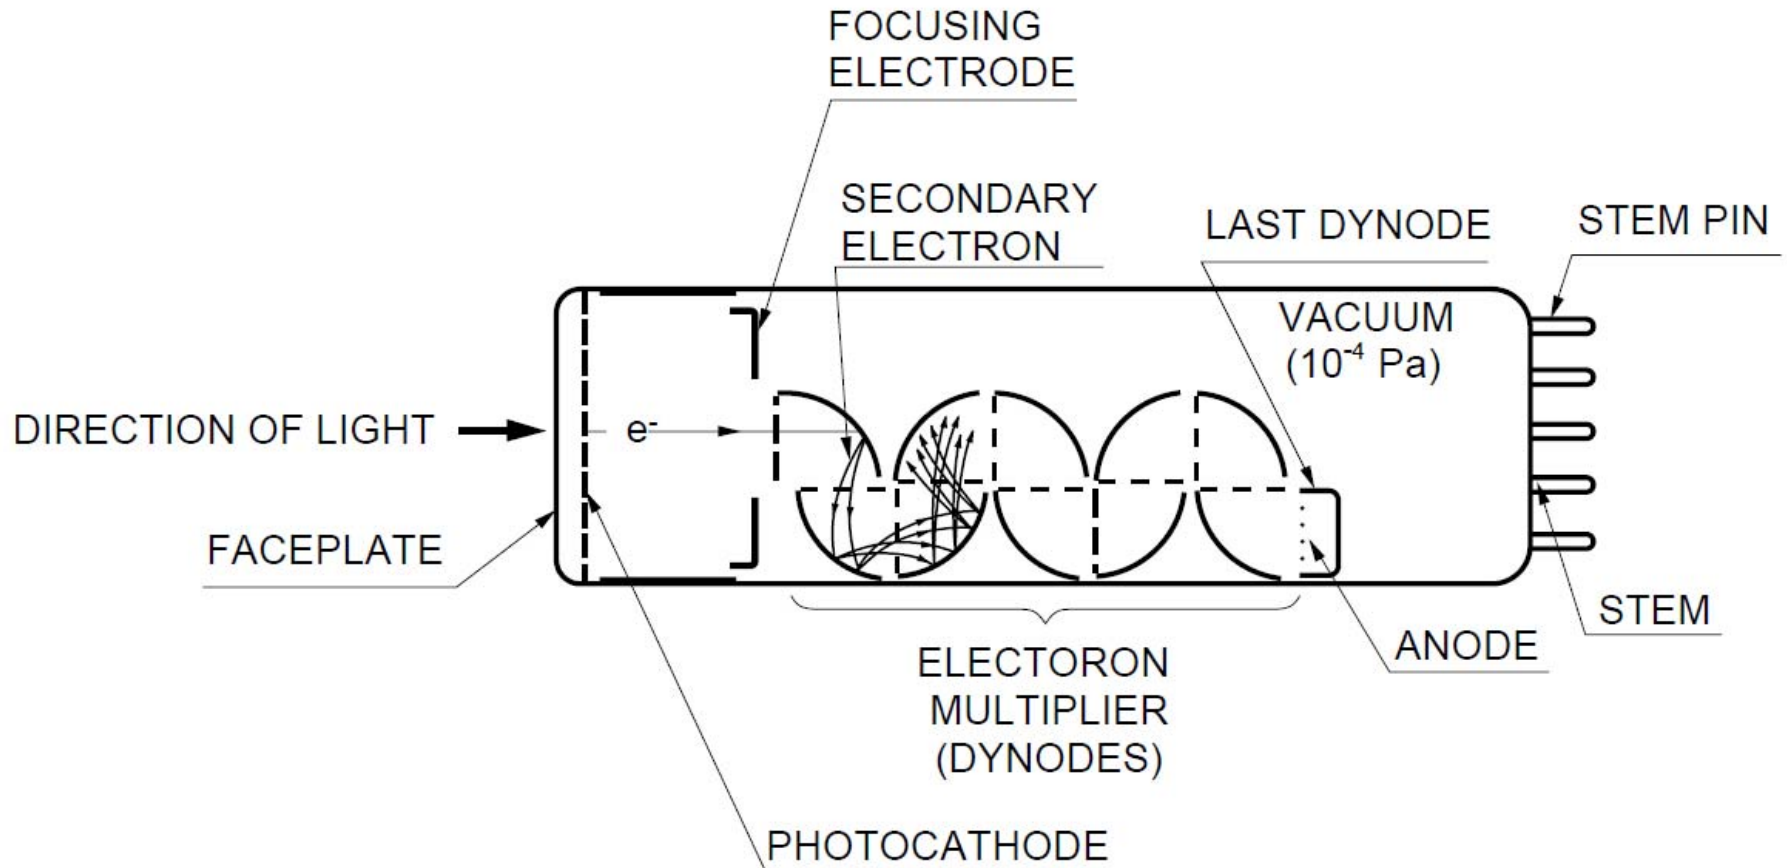 FOCUSING
ELECTRODE
SECONDARY
ELECTRON
LAST DYNODE
STEM PIN
VACUUM
(10⁻⁴ Pa)
DIRECTION OF LIGHT
e⁻
FACEPLATE
STEM
ANODE
ELECTORON
MULTIPLIER
(DYNODES)
PHOTOCATHODE